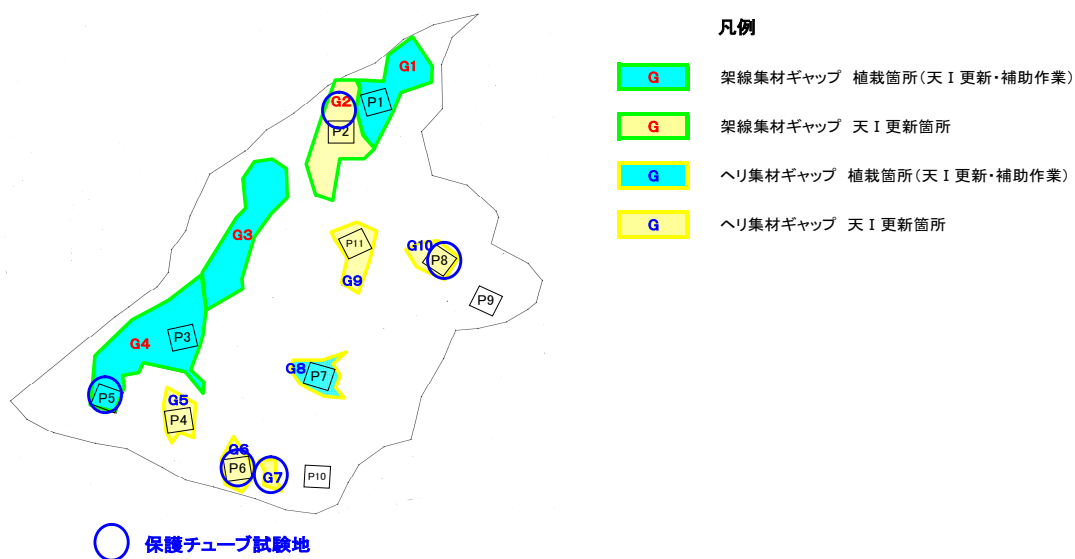 凡例
G 架線集材ギャップ 植栽箇所(天Ⅰ更新・補助作業)
G 架線集材ギャップ 天Ⅰ更新箇所
G ヘリ集材ギャップ 植栽箇所(天Ⅰ更新・補助作業)
G ヘリ集材ギャップ 天Ⅰ更新箇所
G1
G2
P1
P2
G3
P11
G10
P8
G9
P9
P3
G4
G8
P7
P5
G5
P4
G6
P6
G7
P10
保護チューブ試験地